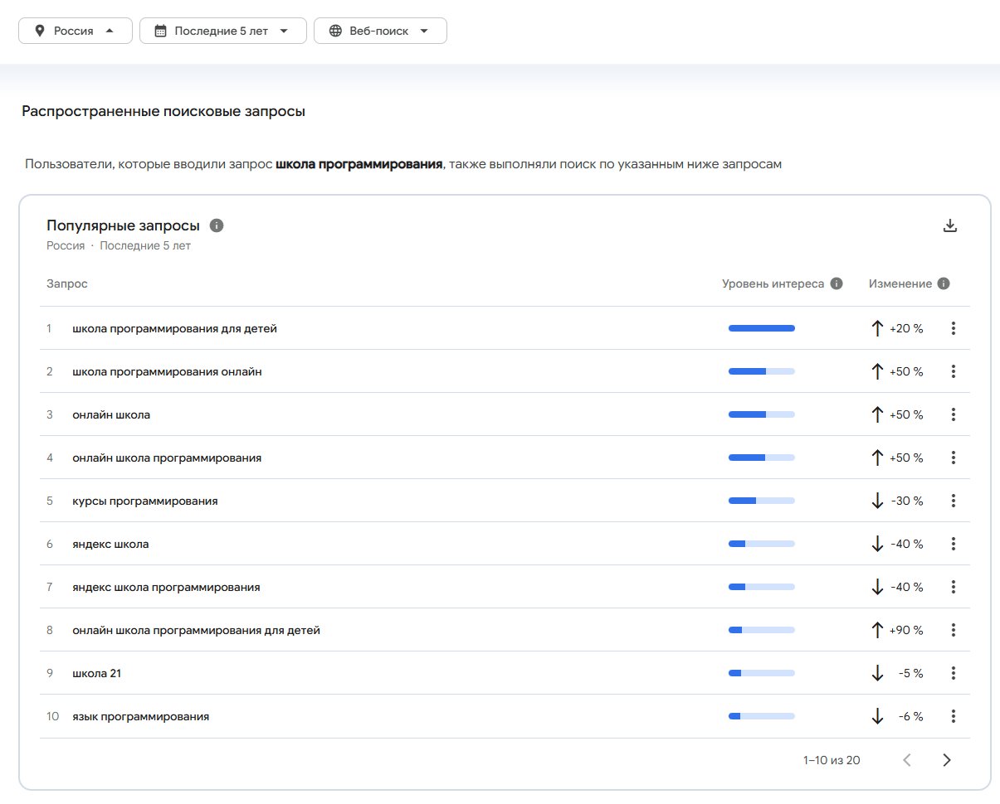 Россия Последние 5 лет Веб-поиск
Распространенные поисковые запросы
Пользователи, которые вводили запрос школа программирования, также выполняли поиск по указанным ниже запросам
Популярные запросы
Россия · Последние 5 лет
Запрос Уровень интереса Изменение
1 школа программирования для детей +20 %
2 школа программирования онлайн +50 %
3 онлайн школа +50 %
4 онлайн школа программирования +50 %
5 курсы программирования -30 %
6 яндекс школа -40 %
7 яндекс школа программирования -40 %
8 онлайн школа программирования для детей +90 %
9 школа 21 -5 %
10 язык программирования -6 %
1–10 из 20